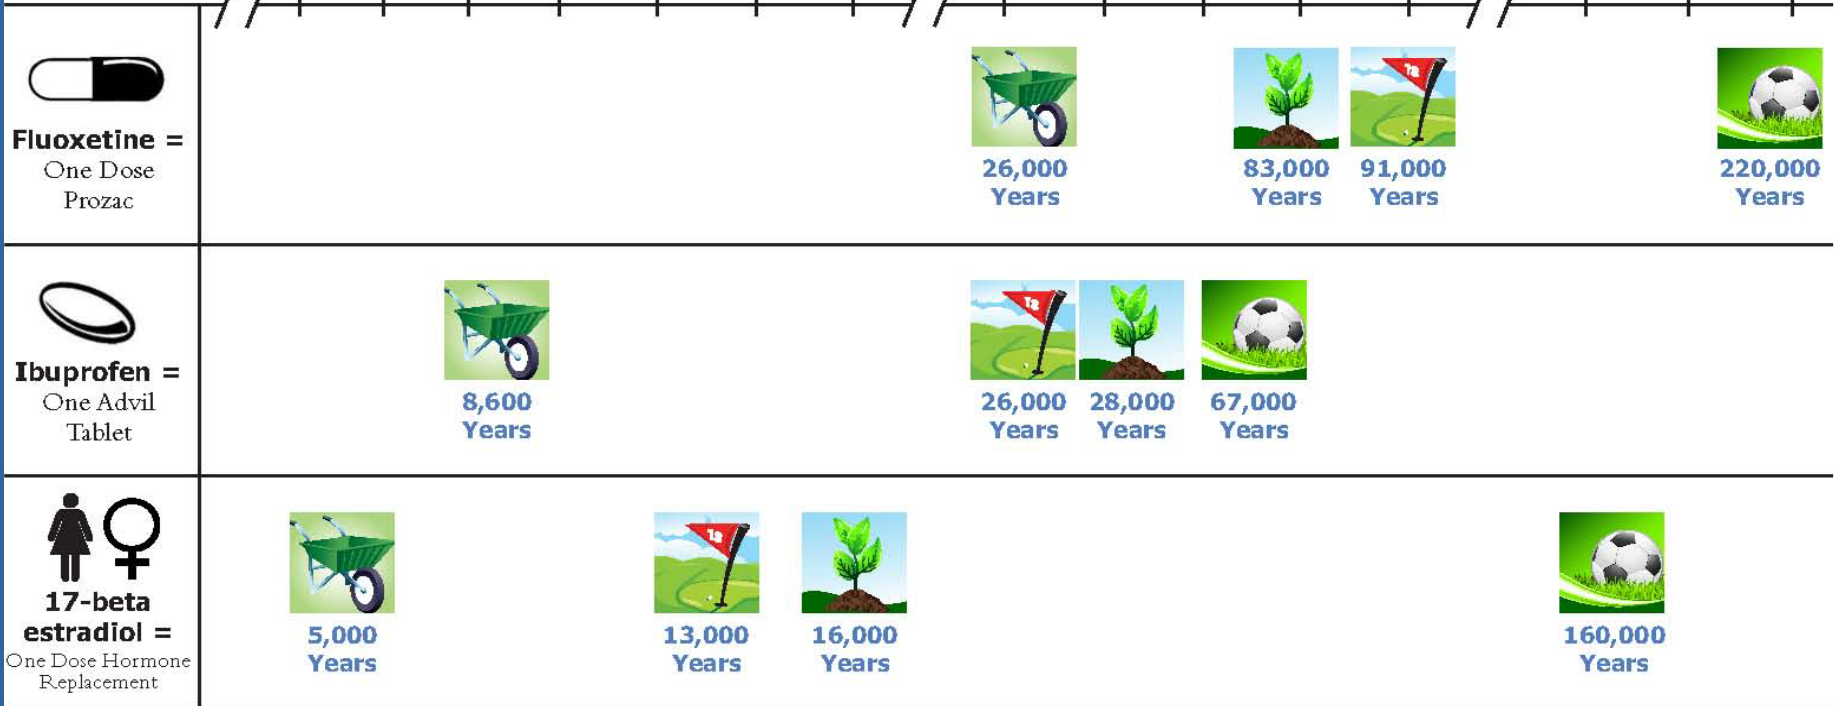 Fluoxetine =
One Dose
Prozac
26,000
Years
83,000
Years
91,000
Years
220,000
Years
Ibuprofen =
One Advil
Tablet
8,600
Years
26,000
Years
28,000
Years
67,000
Years
17-beta
estradiol =
One Dose Hormone
Replacement
5,000
Years
13,000
Years
16,000
Years
160,000
Years